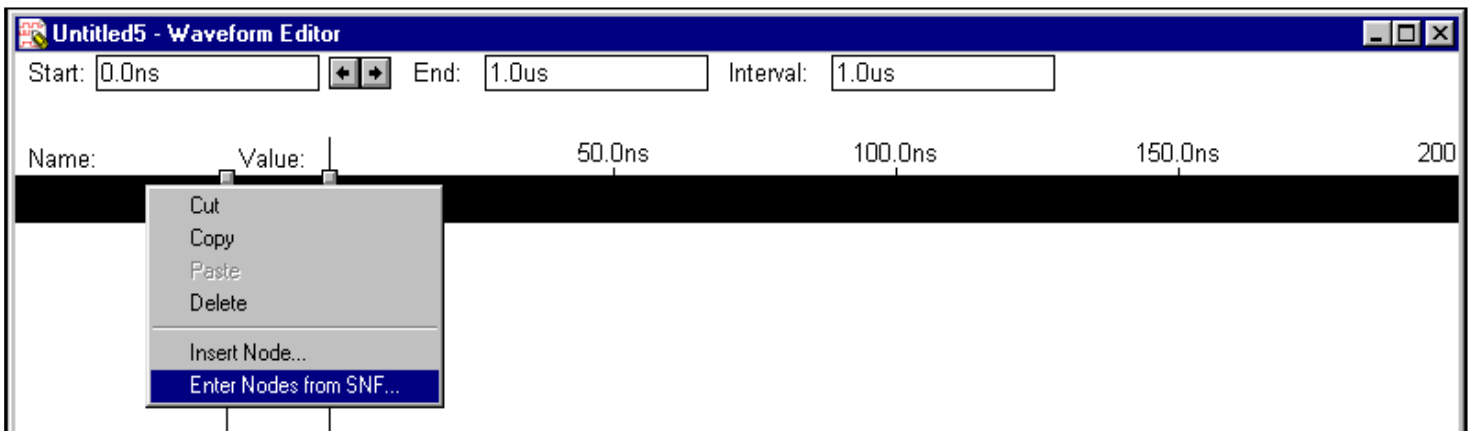 Untitled5 - Waveform Editor
Start: 0.0ns End: 1.0us Interval: 1.0us
Name: Value: 50.0ns 100.0ns 150.0ns 200
Cut
Copy
Paste
Delete
Insert Node...
Enter Nodes from SNF...